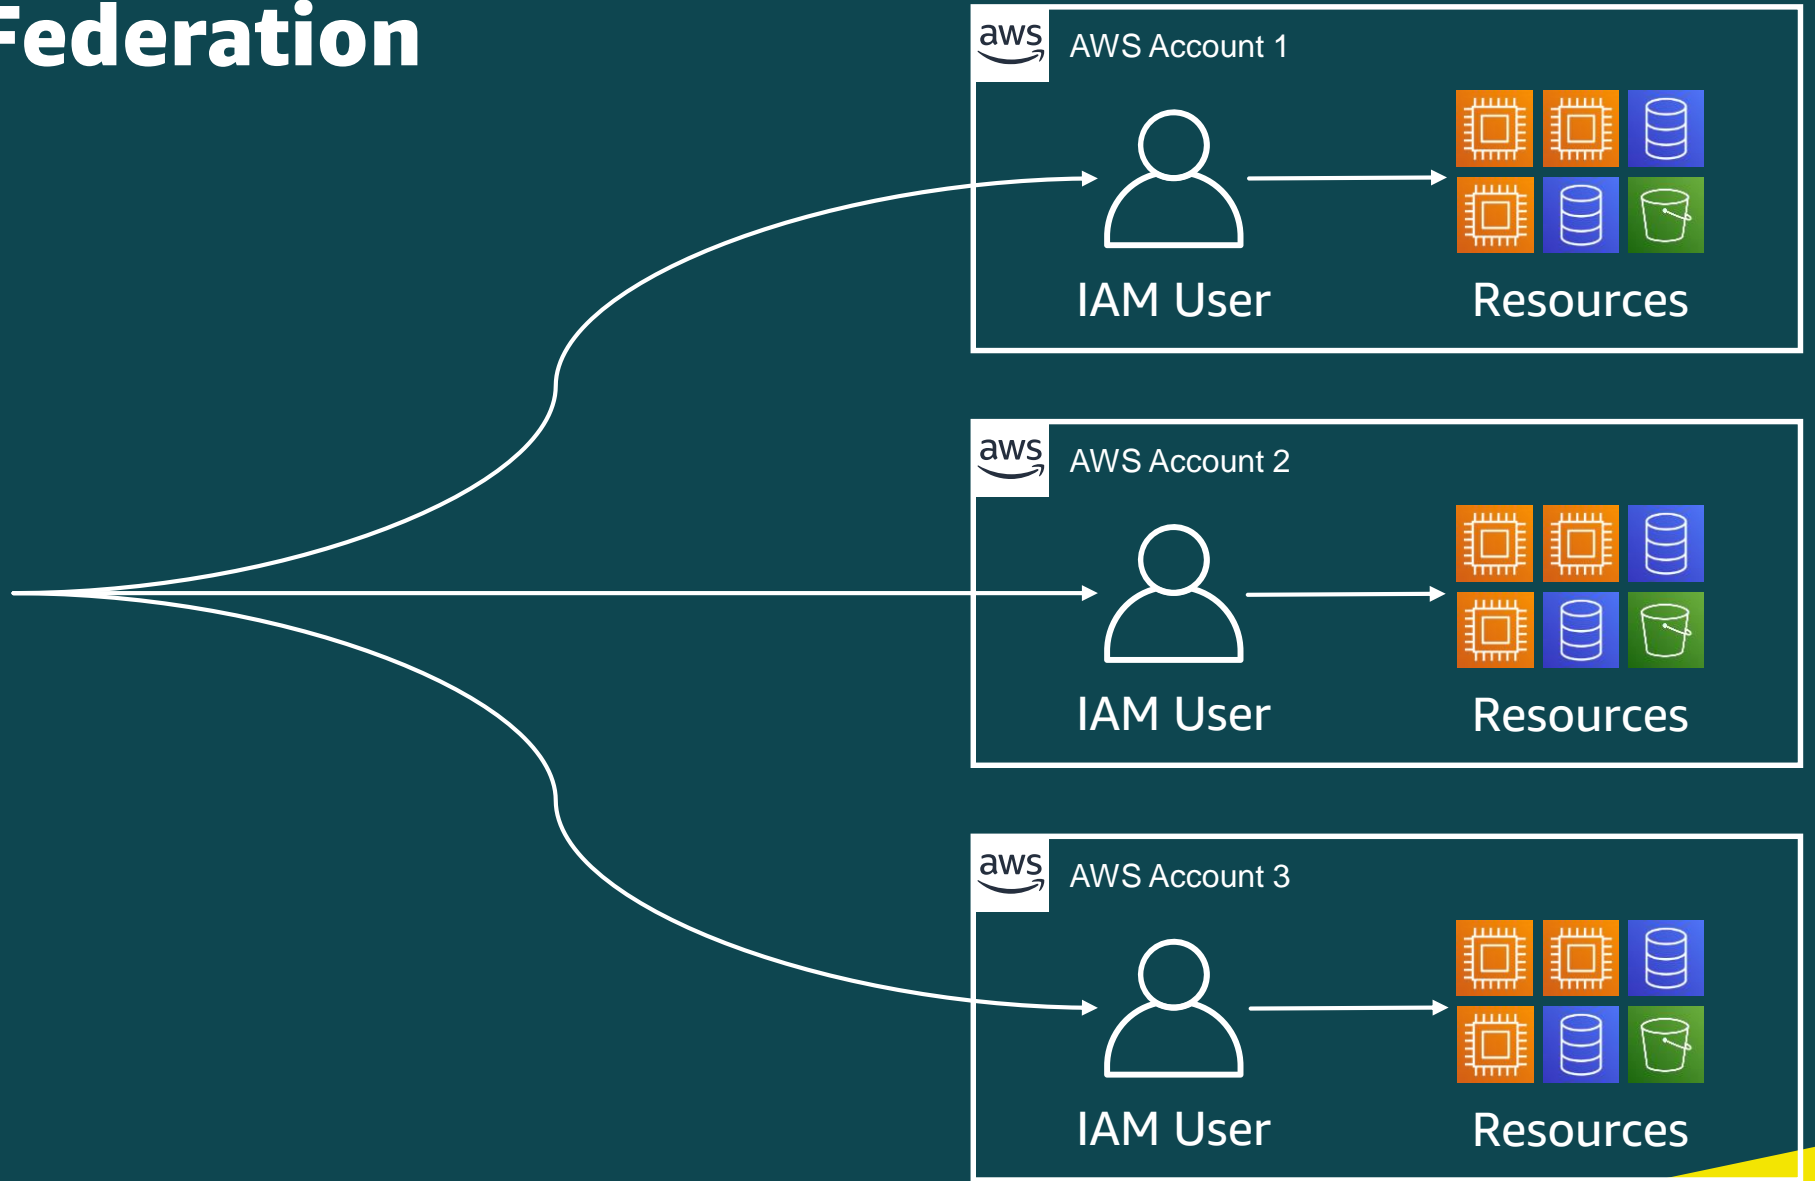 Federation
aws
AWS Account 1
IAM User
Resources
aws
AWS Account 2
IAM User
Resources
aws
AWS Account 3
IAM User
Resources